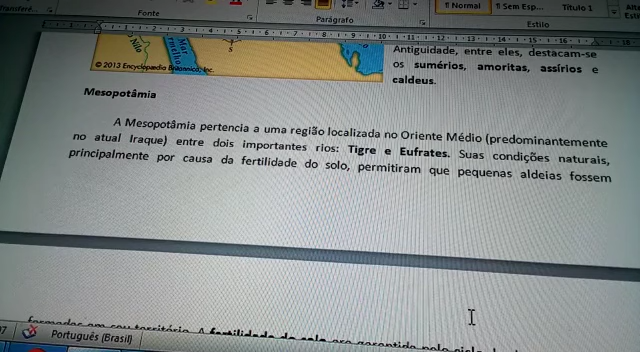 Fonte
Parágrafo
Estilo
¶ Normal
¶ Sem Esp...
Título 1
Nilo
Mar
© 2013 Encyclopædia Britannica, Inc.
S
Antiguidade, entre eles, destacam-se
os sumérios, amoritas, assírios e
caldeus.
Mesopotâmia
A Mesopotâmia pertencia a uma região localizada no Oriente Médio (predominantemente
no atual Iraque) entre dois importantes rios: Tigre e Eufrates. Suas condições naturais,
principalmente por causa da fertilidade do solo, permitiram que pequenas aldeias fossem
Português (Brasil)